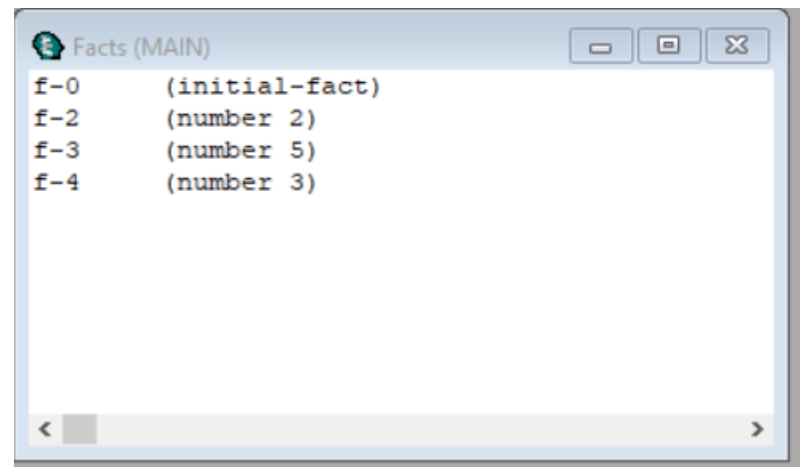 Facts (MAIN)
f-0 (initial-fact)
f-2 (number 2)
f-3 (number 5)
f-4 (number 3)